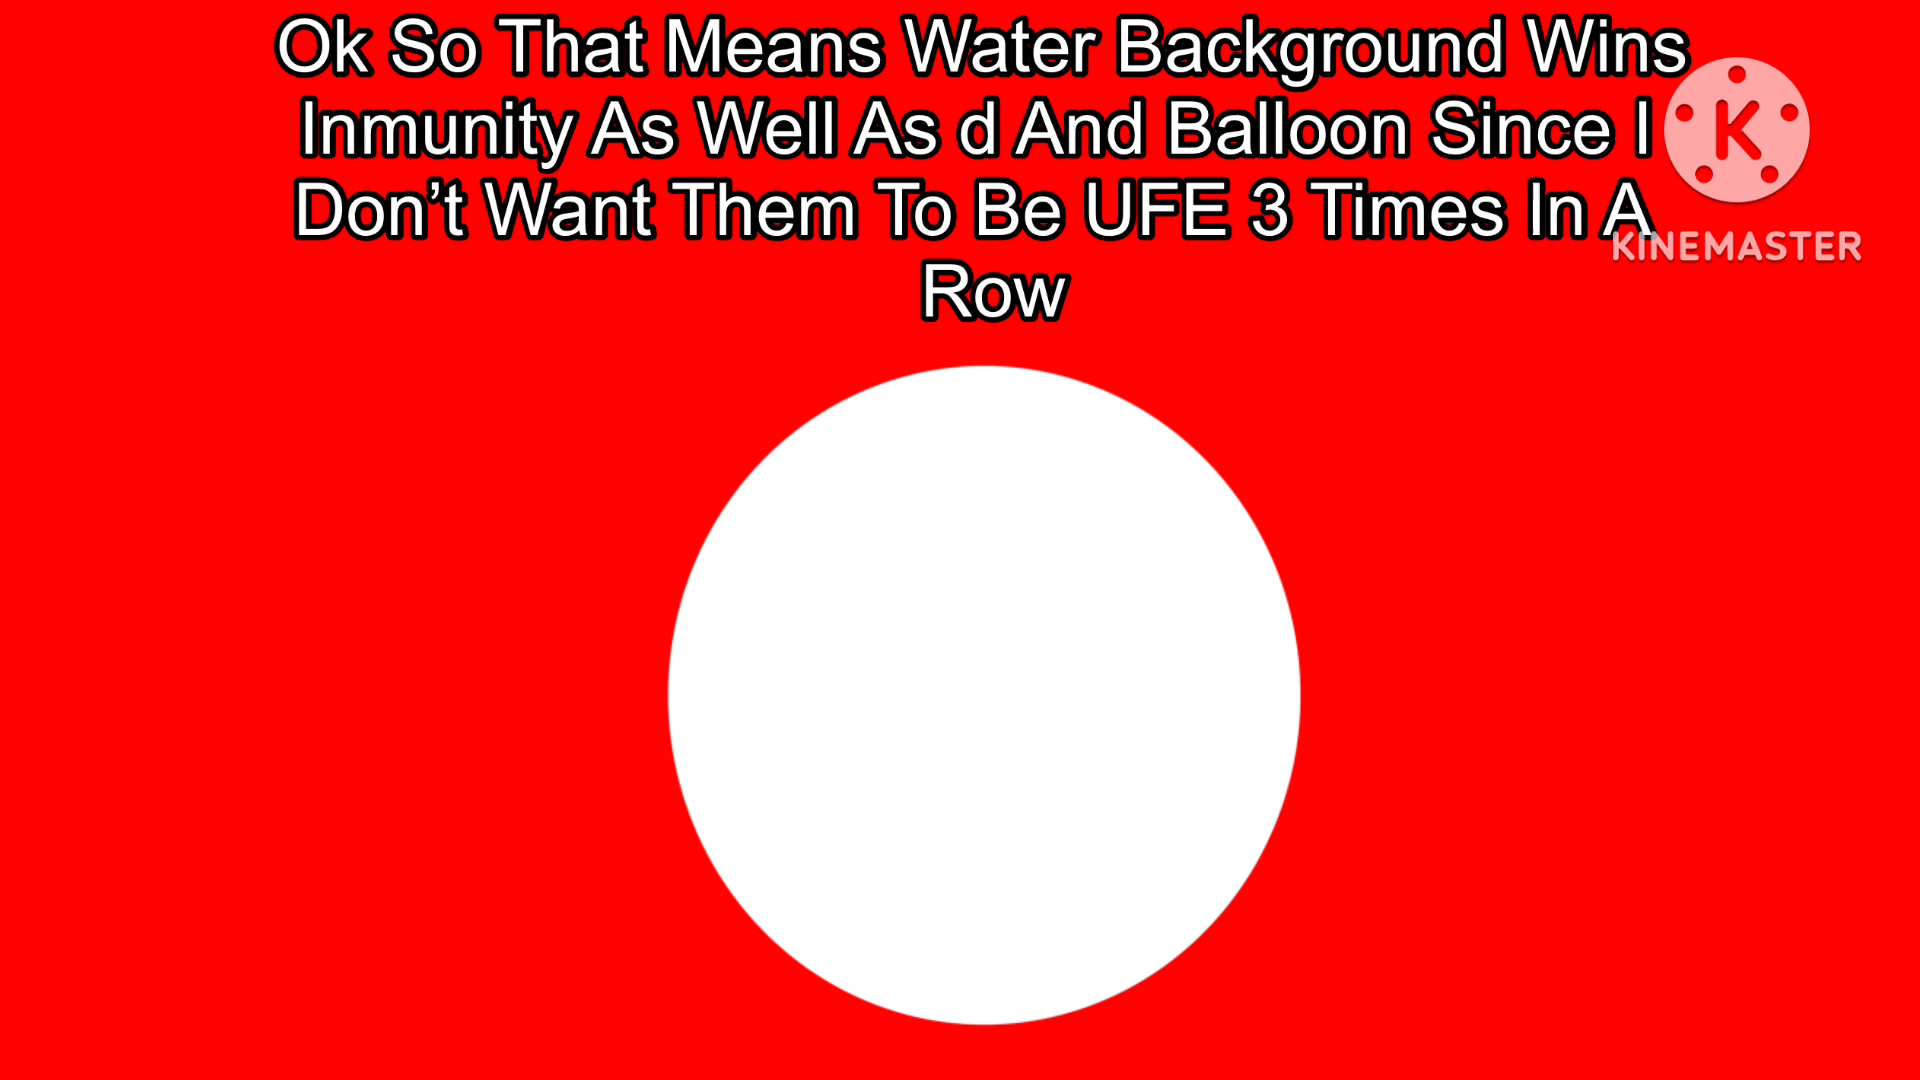 Ok So That Means Water Background Wins
Inmunity As Well As d And Balloon Since I
Don’t Want Them To Be UFE 3 Times In A
Row
K
KINEMASTER